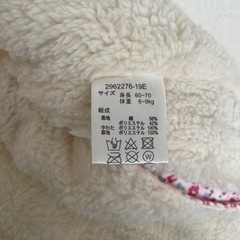 2962276-19E
サイズ 身長 60-70
体重 6~9kg
組成
表地 綿 58%
ポリエステル 42%
中わた ポリエステル 100%
裏地 ポリエステル 100%